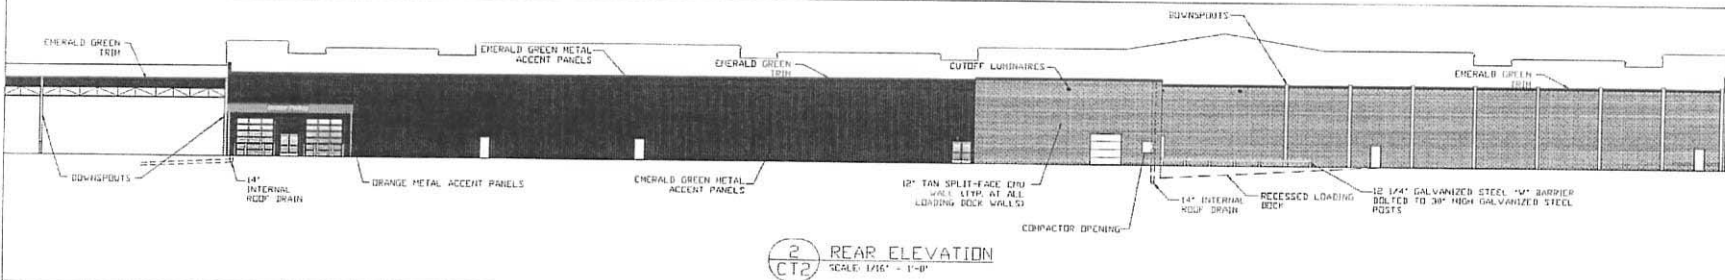 DOWNSPOUTS
EMERALD GREEN
TRIM
EMERALD GREEN METAL
ACCENT PANELS
EMERALD GREEN
TRIM
CUTOFF LUMINAIRES
EMERALD GREEN
TRIM
DOWNSPOUTS
14"
INTERNAL
ROOF DRAIN
ORANGE METAL ACCENT PANELS
EMERALD GREEN METAL
ACCENT PANELS
12" TAN SPLIT-FACE CMU
WALL (TYP. AT ALL
LOADING DOCK WALLS)
COMPACTOR OPENING
14" INTERNAL
ROOF DRAIN
RECESSED LOADING
DOCK
12 1/4" GALVANIZED STEEL "W" BARRIER
BOLTED TO 30" HIGH GALVANIZED STEEL
POSTS
2
CT2
REAR ELEVATION
SCALE: 1/16" = 1'-0"